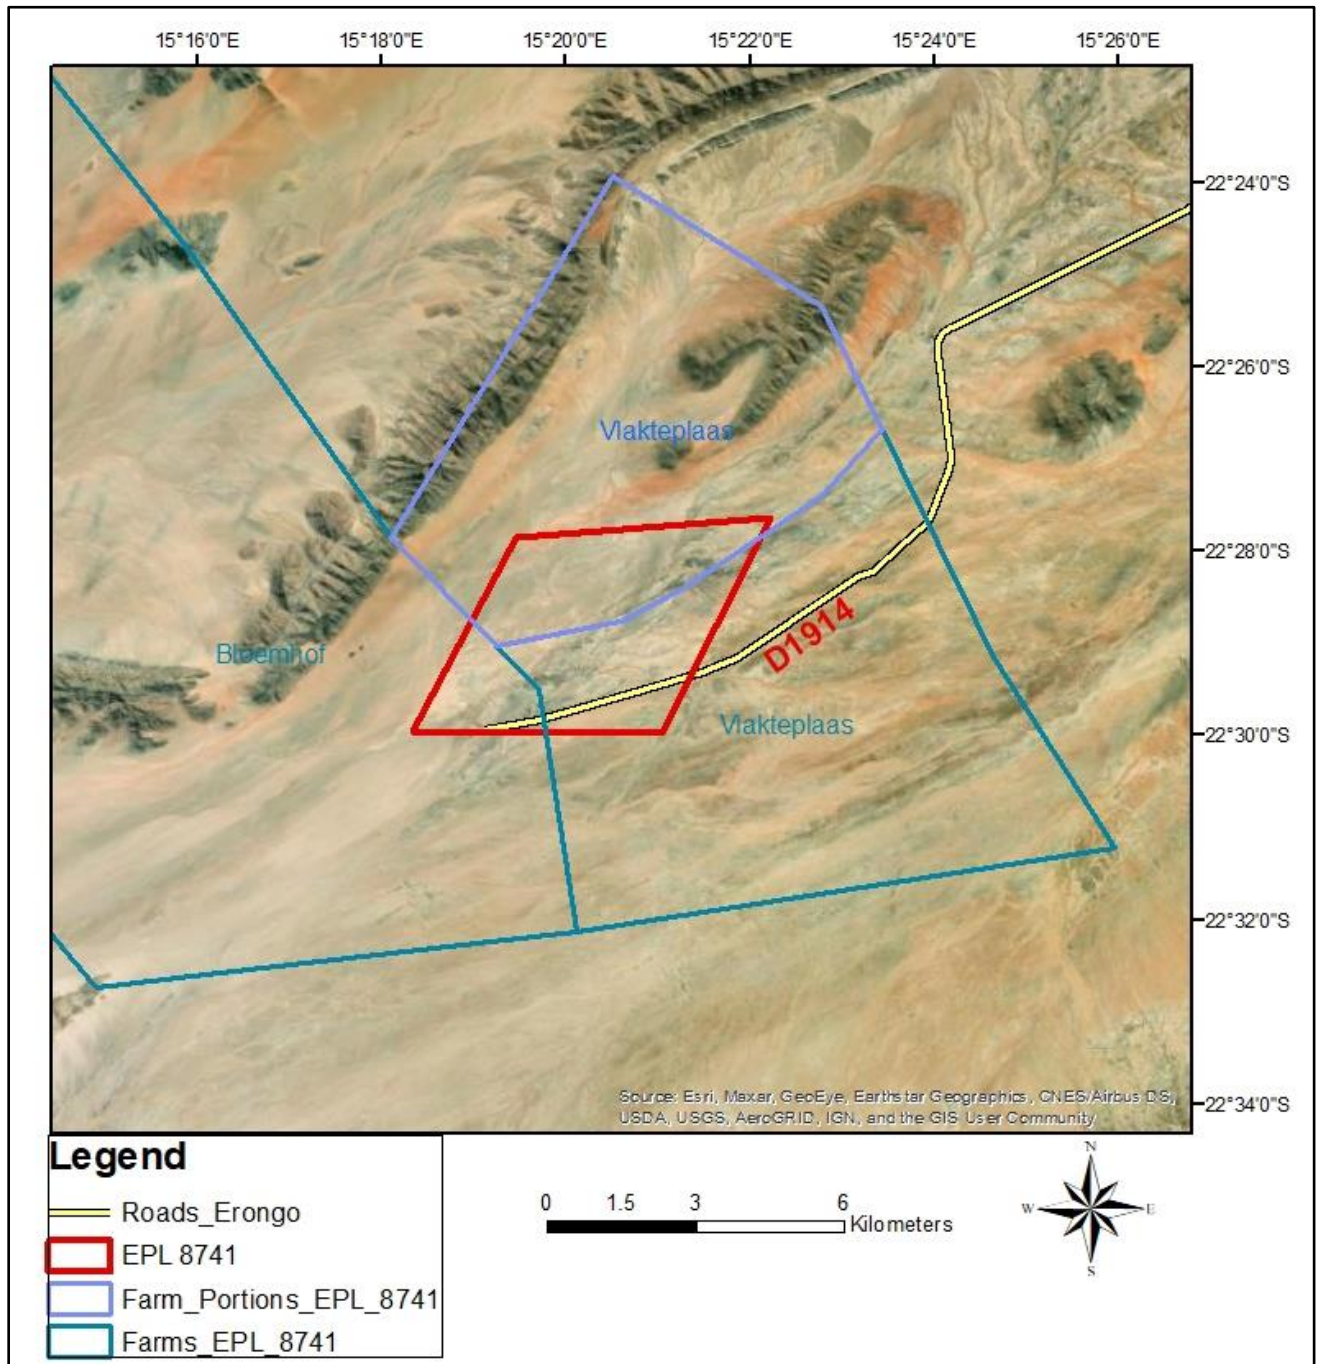 15°16'0"E 15°18'0"E 15°20'0"E 15°22'0"E 15°24'0"E 15°26'0"E
22°24'0"S
22°26'0"S
Vlakteplaas
22°28'0"S
D1914
Bloemhof
Vlakteplaas
22°30'0"S
22°32'0"S
Source: Esri, Maxar, GeoEye, Earthstar Geographics, CNES/Airbus DS,
USDA, USGS, AeroGRID, IGN, and the GIS User Community
22°34'0"S
Legend
Roads_Erongo
EPL 8741
Farm_Portions_EPL_8741
Farms_EPL_8741
0 1.5 3 6
Kilometers
N
W E
S